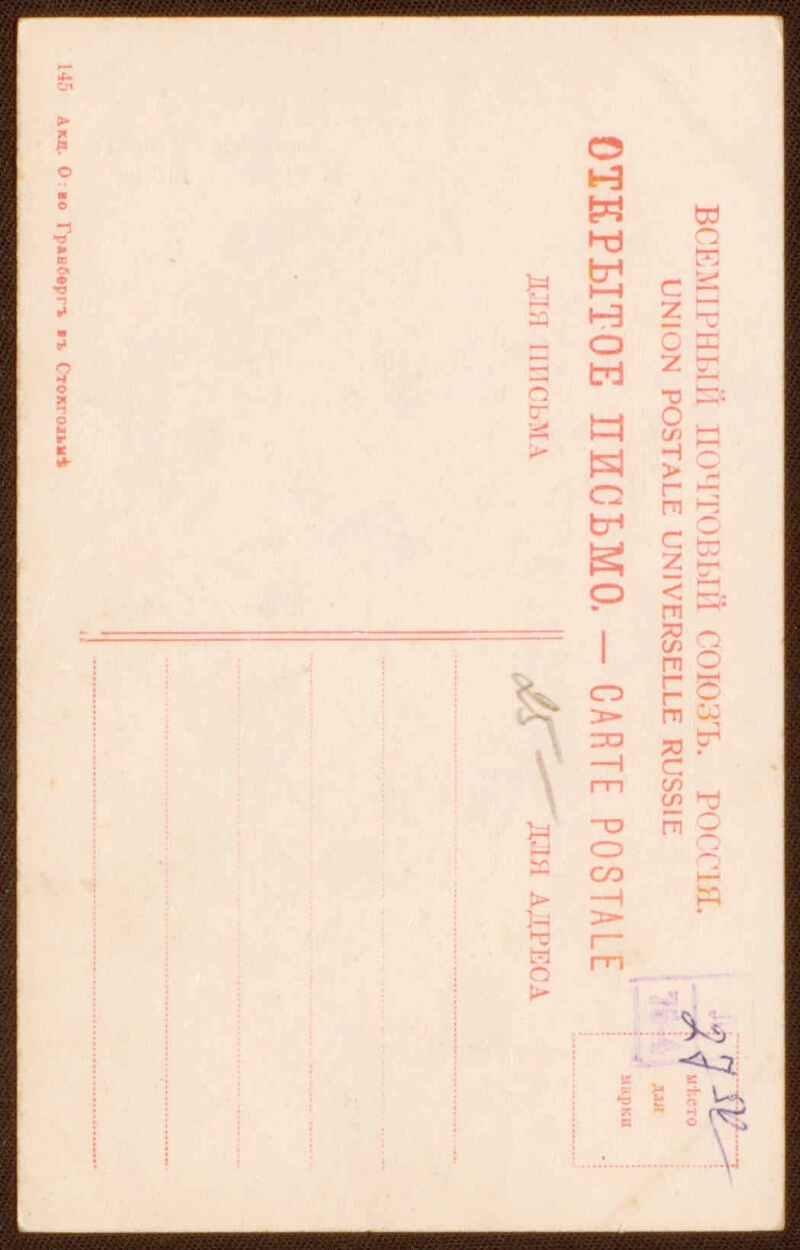 ВСЕМІРНЫЙ ПОЧТОВЫЙ СОЮЗЪ. РОССІЯ.
UNION POSTALE UNIVERSELLE RUSSIE
ОТКРЫТОЕ ПИСЬМО. — CARTE POSTALE
ДЛЯ ПИСЬМА
ДЛЯ АДРЕСА
мѣсто
для
марки
25 —
145 Акц. О:во Гранбергъ въ Стокгольмѣ